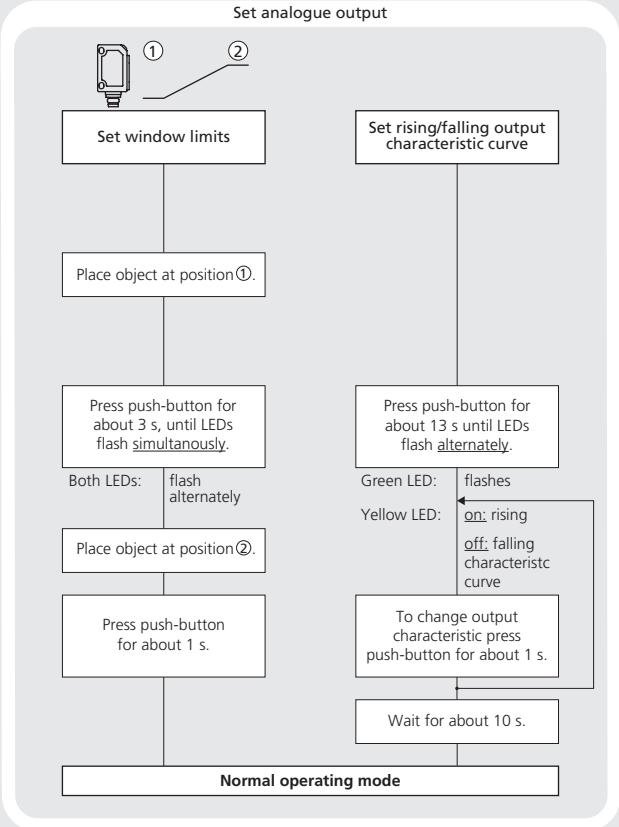 Set analogue output
① ②
Set window limits
Place object at position①.
Press push-button for
about 3 s, until LEDs
flash simultanously.
Both LEDs: flash
alternately
Place object at position②.
Press push-button
for about 1 s.
Set rising/falling output
characteristic curve
Press push-button for
about 13 s until LEDs
flash alternately.
Green LED: flashes
Yellow LED: on: rising
off: falling
characteristc
curve
To change output
characteristic press
push-button for about 1 s.
Wait for about 10 s.
Normal operating mode